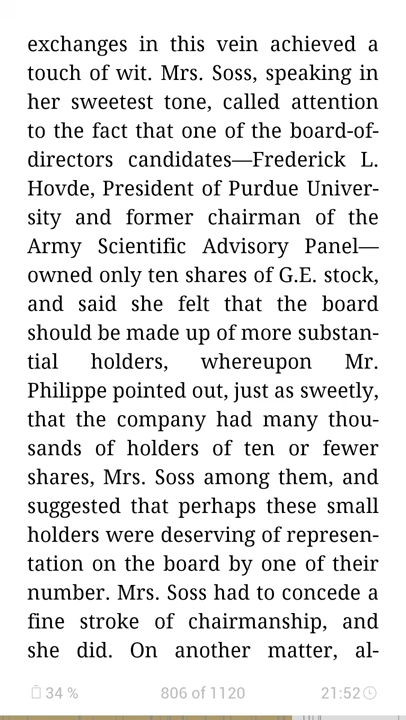 exchanges in this vein achieved a
touch of wit. Mrs. Soss, speaking in
her sweetest tone, called attention
to the fact that one of the board-of-
directors candidates—Frederick L.
Hovde, President of Purdue Univer-
sity and former chairman of the
Army Scientific Advisory Panel—
owned only ten shares of G.E. stock,
and said she felt that the board
should be made up of more substan-
tial holders, whereupon Mr.
Philippe pointed out, just as sweetly,
that the company had many thou-
sands of holders of ten or fewer
shares, Mrs. Soss among them, and
suggested that perhaps these small
holders were deserving of represen-
tation on the board by one of their
number. Mrs. Soss had to concede a
fine stroke of chairmanship, and
she did. On another matter, al-
34 % 806 of 1120 21:52